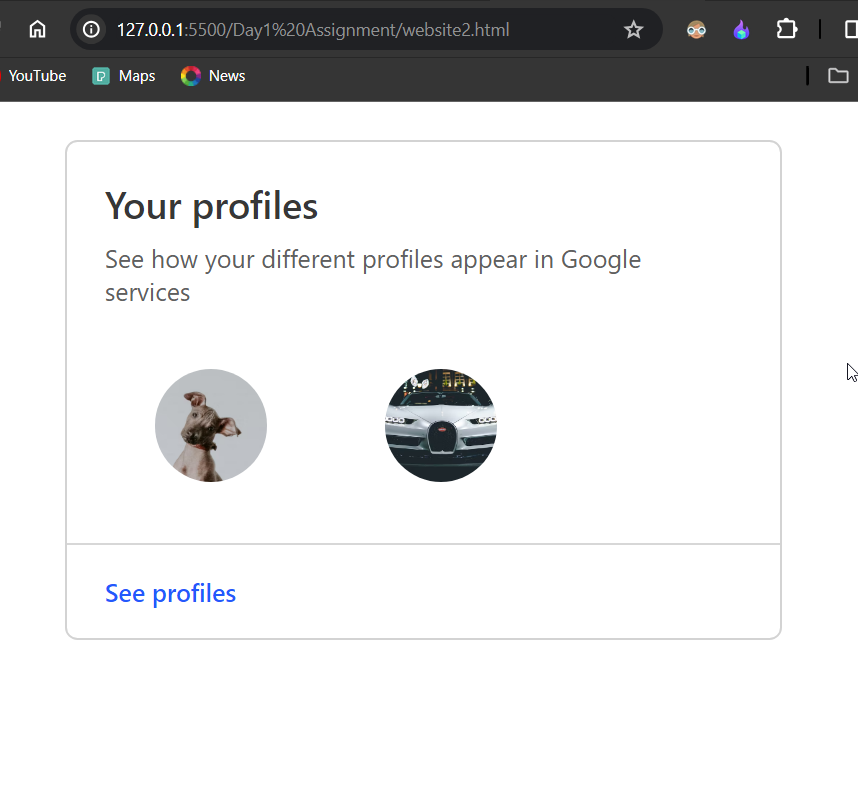 127.0.0.1:5500/Day1%20Assignment/website2.html
YouTube Maps News
Your profiles
See how your different profiles appear in Google
services
See profiles